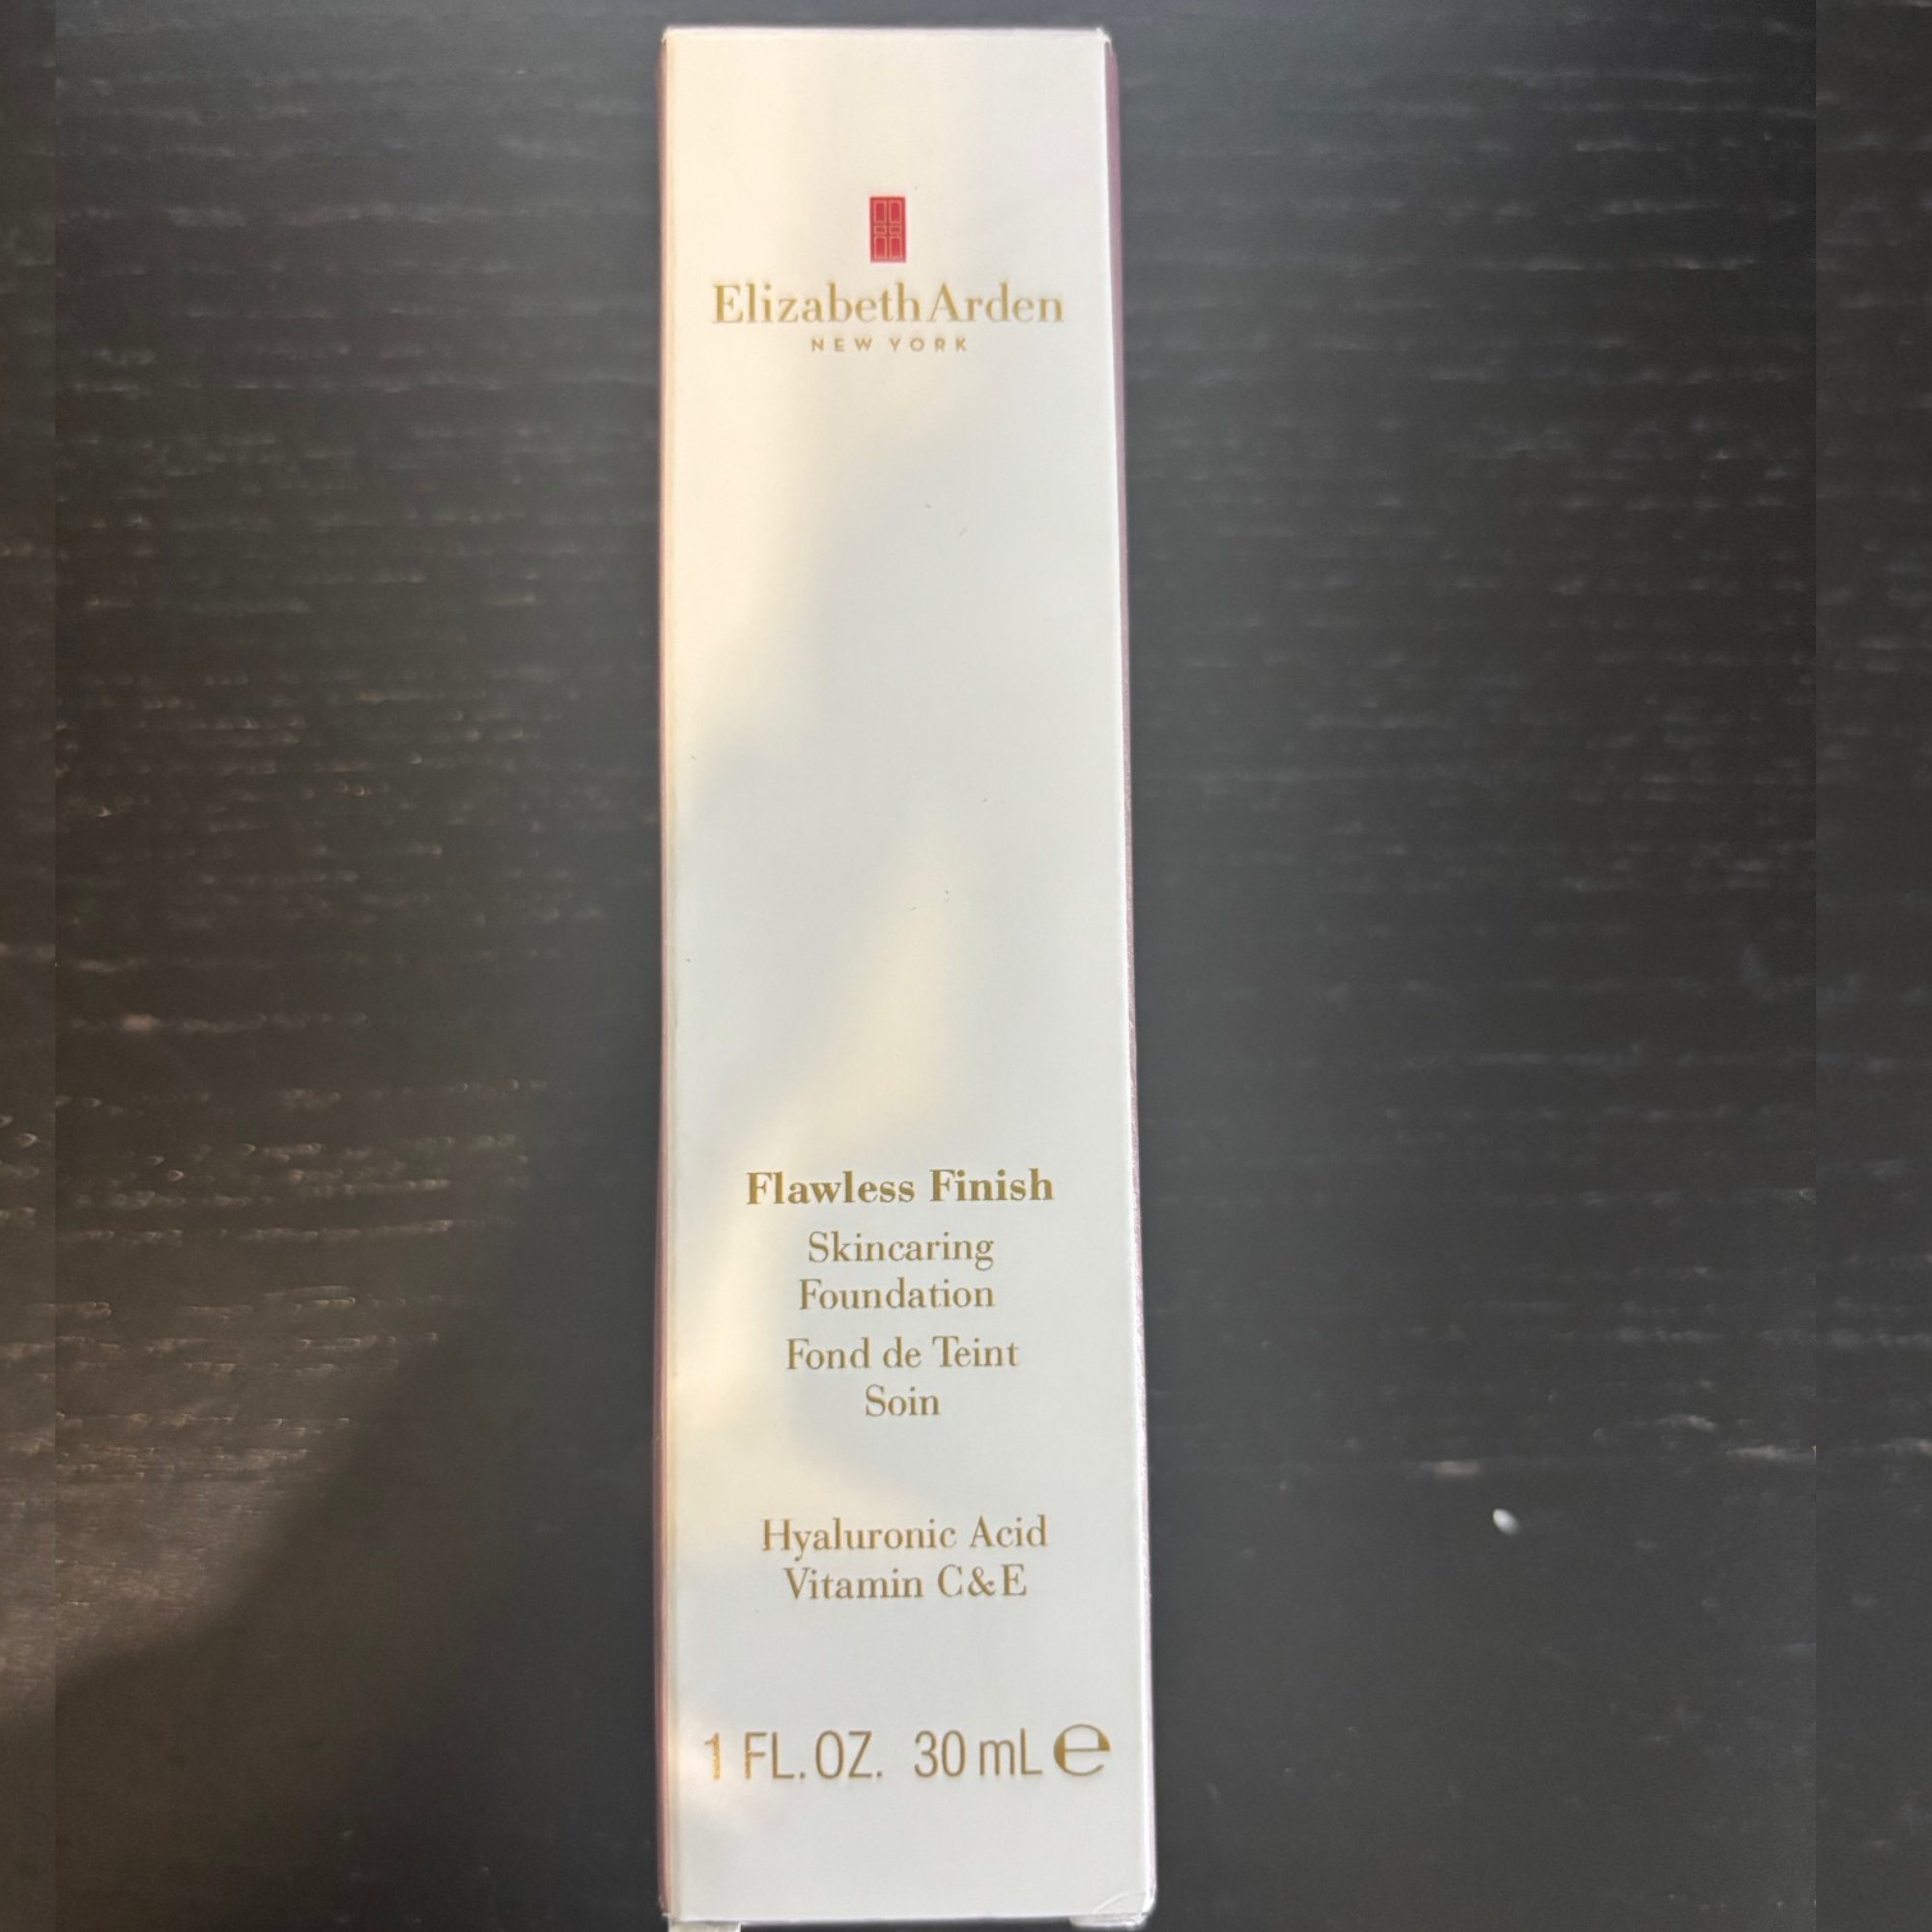 Elizabeth Arden
NEW YORK
Flawless Finish
Skincaring
Foundation
Fond de Teint
Soin
Hyaluronic Acid
Vitamin C&E
1 FL.OZ. 30 mL ℮